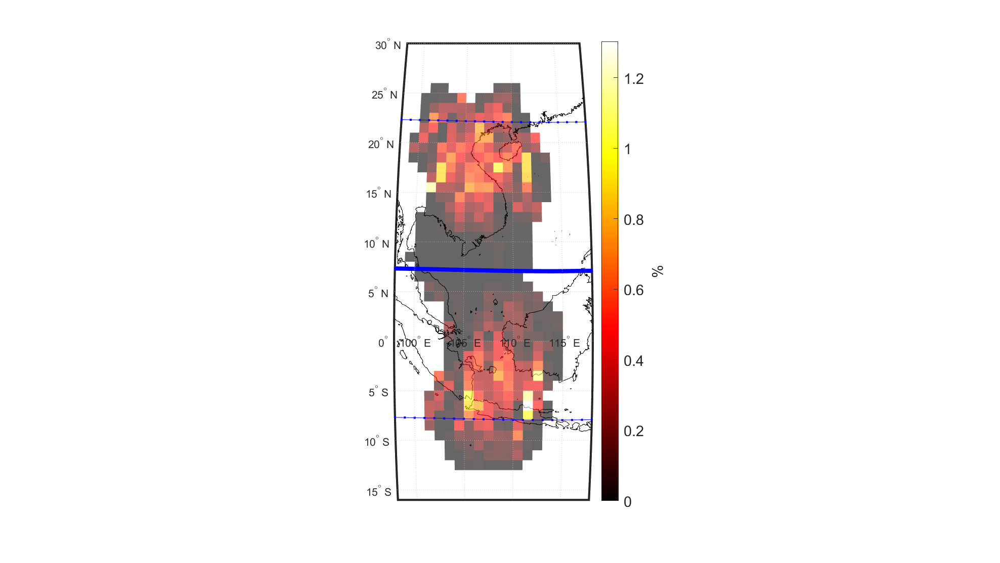 30° N
25° N
20° N
15° N
10° N
5° N
0°
100° E
105° E
110° E
115° E
5° S
10° S
15° S
1.2
1
0.8
0.6
0.4
0.2
0
%